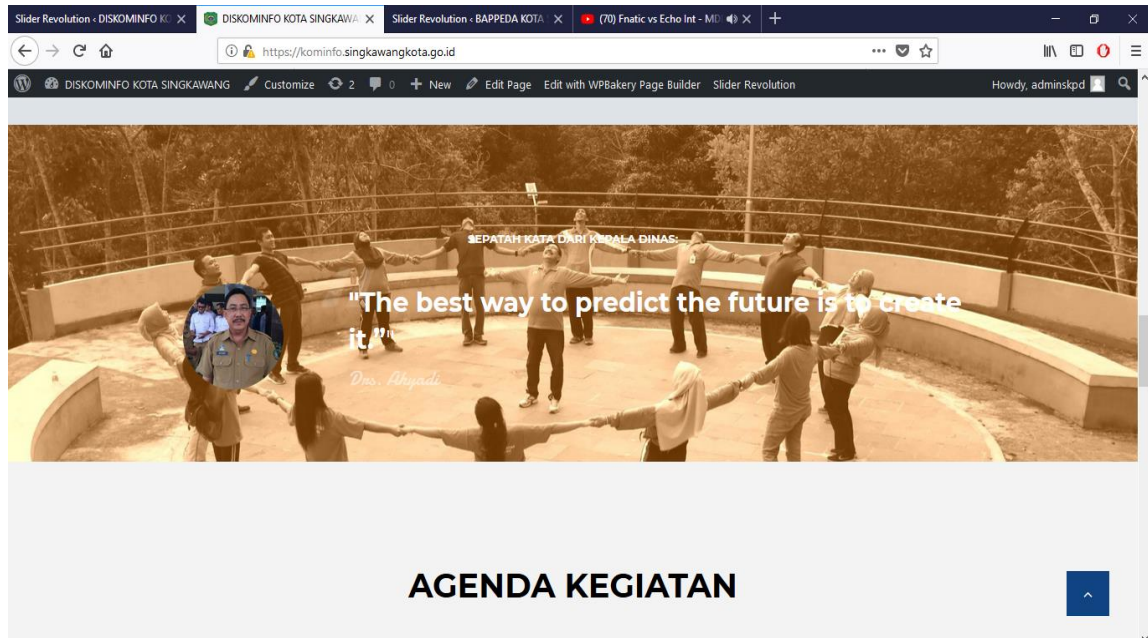 Slider Revolution ‹ DISKOMINFO KO
DISKOMINFO KOTA SINGKAWA
Slider Revolution ‹ BAPPEDA KOTA
(70) Fnatic vs Echo Int - MD
https://kominfo.singkawangkota.go.id
DISKOMINFO KOTA SINGKAWANG Customize 2 0 New Edit Page Edit with WPBakery Page Builder Slider Revolution Howdy, adminskpd
SEPATAH KATA DARI KEPALA DINAS:
"The best way to predict the future is to create
it.”"
Drs. Ahyadi
AGENDA KEGIATAN